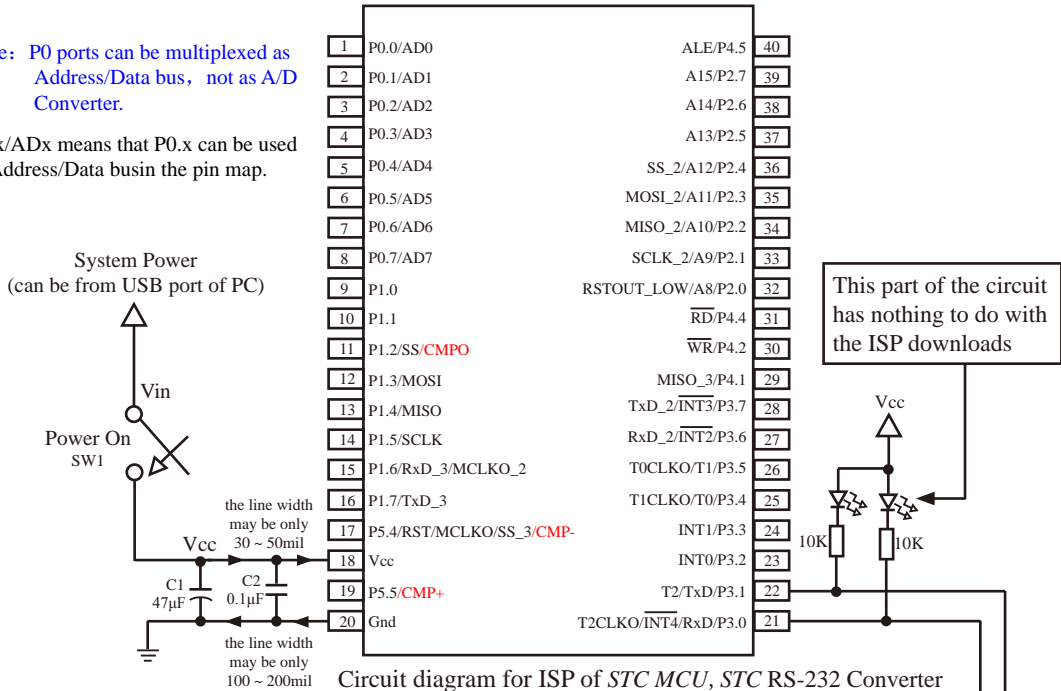 e: P0 ports can be multiplexed as
Address/Data bus, not as A/D
Converter.
x/ADx means that P0.x can be used
Address/Data busin the pin map.
System Power
(can be from USB port of PC)
Vin
Power On
SW1
Vcc
the line width
may be only
30 ~ 50mil
C1
47μF
C2
0.1μF
the line width
may be only
100 ~ 200mil
1 P0.0/AD0
2 P0.1/AD1
3 P0.2/AD2
4 P0.3/AD3
5 P0.4/AD4
6 P0.5/AD5
7 P0.6/AD6
8 P0.7/AD7
9 P1.0
10 P1.1
11 P1.2/SS/CMPO
12 P1.3/MOSI
13 P1.4/MISO
14 P1.5/SCLK
15 P1.6/RxD_3/MCLKO_2
16 P1.7/TxD_3
17 P5.4/RST/MCLKO/SS_3/CMP-
18 Vcc
19 P5.5/CMP+
20 Gnd
ALE/P4.5 40
A15/P2.7 39
A14/P2.6 38
A13/P2.5 37
SS_2/A12/P2.4 36
MOSI_2/A11/P2.3 35
MISO_2/A10/P2.2 34
SCLK_2/A9/P2.1 33
RSTOUT_LOW/A8/P2.0 32
RD/P4.4 31
WR/P4.2 30
MISO_3/P4.1 29
TxD_2/INT3/P3.7 28
RxD_2/INT2/P3.6 27
T0CLKO/T1/P3.5 26
T1CLKO/T0/P3.4 25
INT1/P3.3 24
INT0/P3.2 23
T2/TxD/P3.1 22
T2CLKO/INT4/RxD/P3.0 21
This part of the circuit
has nothing to do with
the ISP downloads
Vcc
10K
10K
Circuit diagram for ISP of STC MCU, STC RS-232 Converter